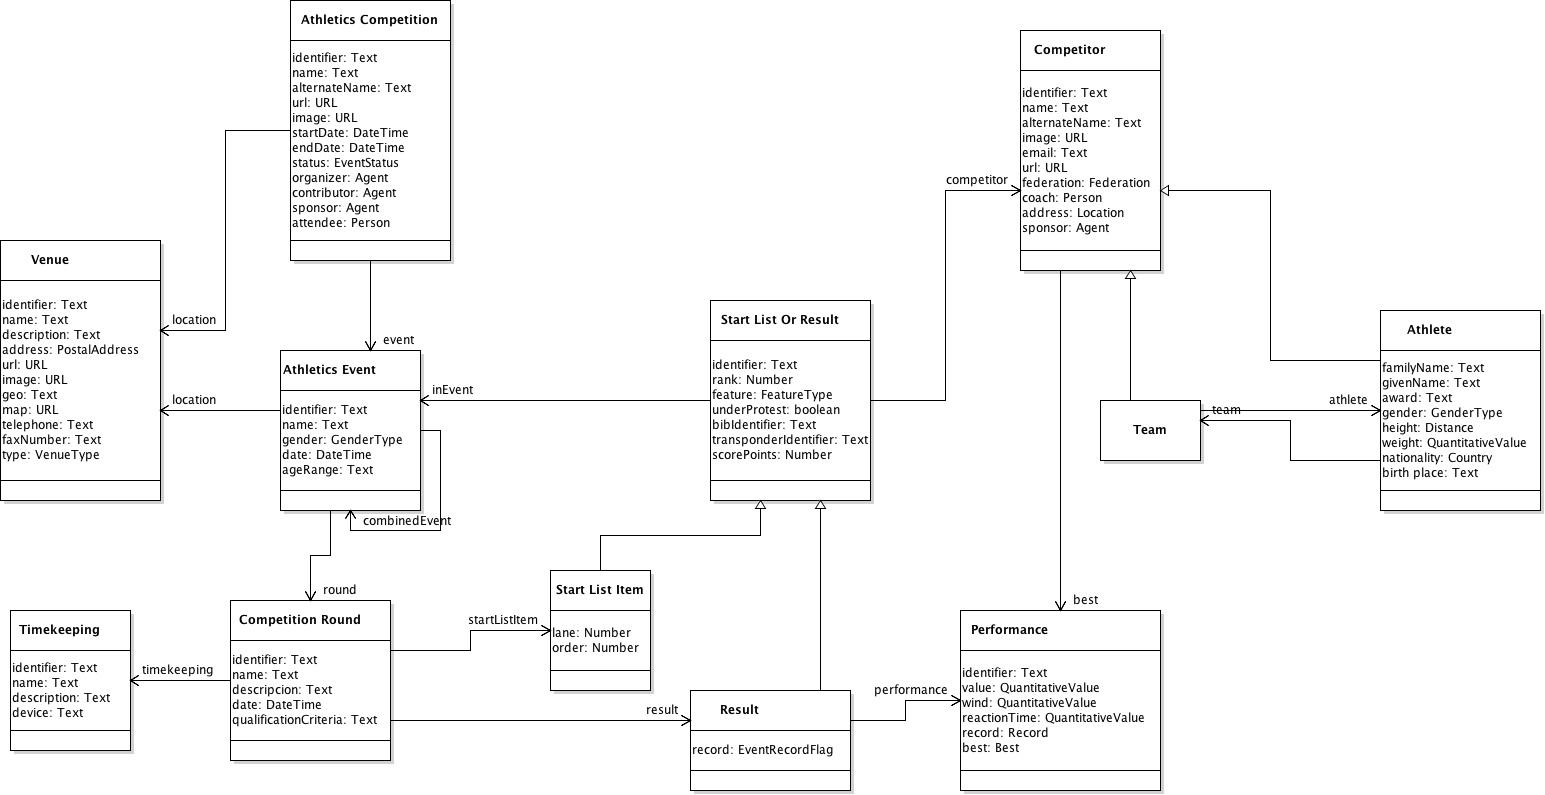 Athletics Competition
identifier: Text
name: Text
alternateName: Text
url: URL
image: URL
startDate: DateTime
endDate: DateTime
status: EventStatus
organizer: Agent
contributor: Agent
sponsor: Agent
attendee: Person
Competitor
identifier: Text
name: Text
alternateName: Text
image: URL
email: Text
url: URL
federation: Federation
coach: Person
address: Location
sponsor: Agent
competitor
Venue
identifier: Text
name: Text
description: Text
address: PostalAddress
url: URL
image: URL
geo: Text
map: URL
telephone: Text
faxNumber: Text
type: VenueType
location
location
event
Athletics Event
identifier: Text
name: Text
gender: GenderType
date: DateTime
ageRange: Text
combinedEvent
inEvent
Start List Or Result
identifier: Text
rank: Number
feature: FeatureType
underProtest: boolean
bibIdentifier: Text
transponderIdentifier: Text
scorePoints: Number
Team
athlete
team
Athlete
familyName: Text
givenName: Text
award: Text
gender: GenderType
height: Distance
weight: QuantitativeValue
nationality: Country
birth place: Text
round
Timekeeping
identifier: Text
name: Text
description: Text
device: Text
timekeeping
Competition Round
identifier: Text
name: Text
descripcion: Text
date: DateTime
qualificationCriteria: Text
startListItem
Start List Item
lane: Number
order: Number
result
Result
record: EventRecordFlag
performance
best
Performance
identifier: Text
value: QuantitativeValue
wind: QuantitativeValue
reactionTime: QuantitativeValue
record: Record
best: Best